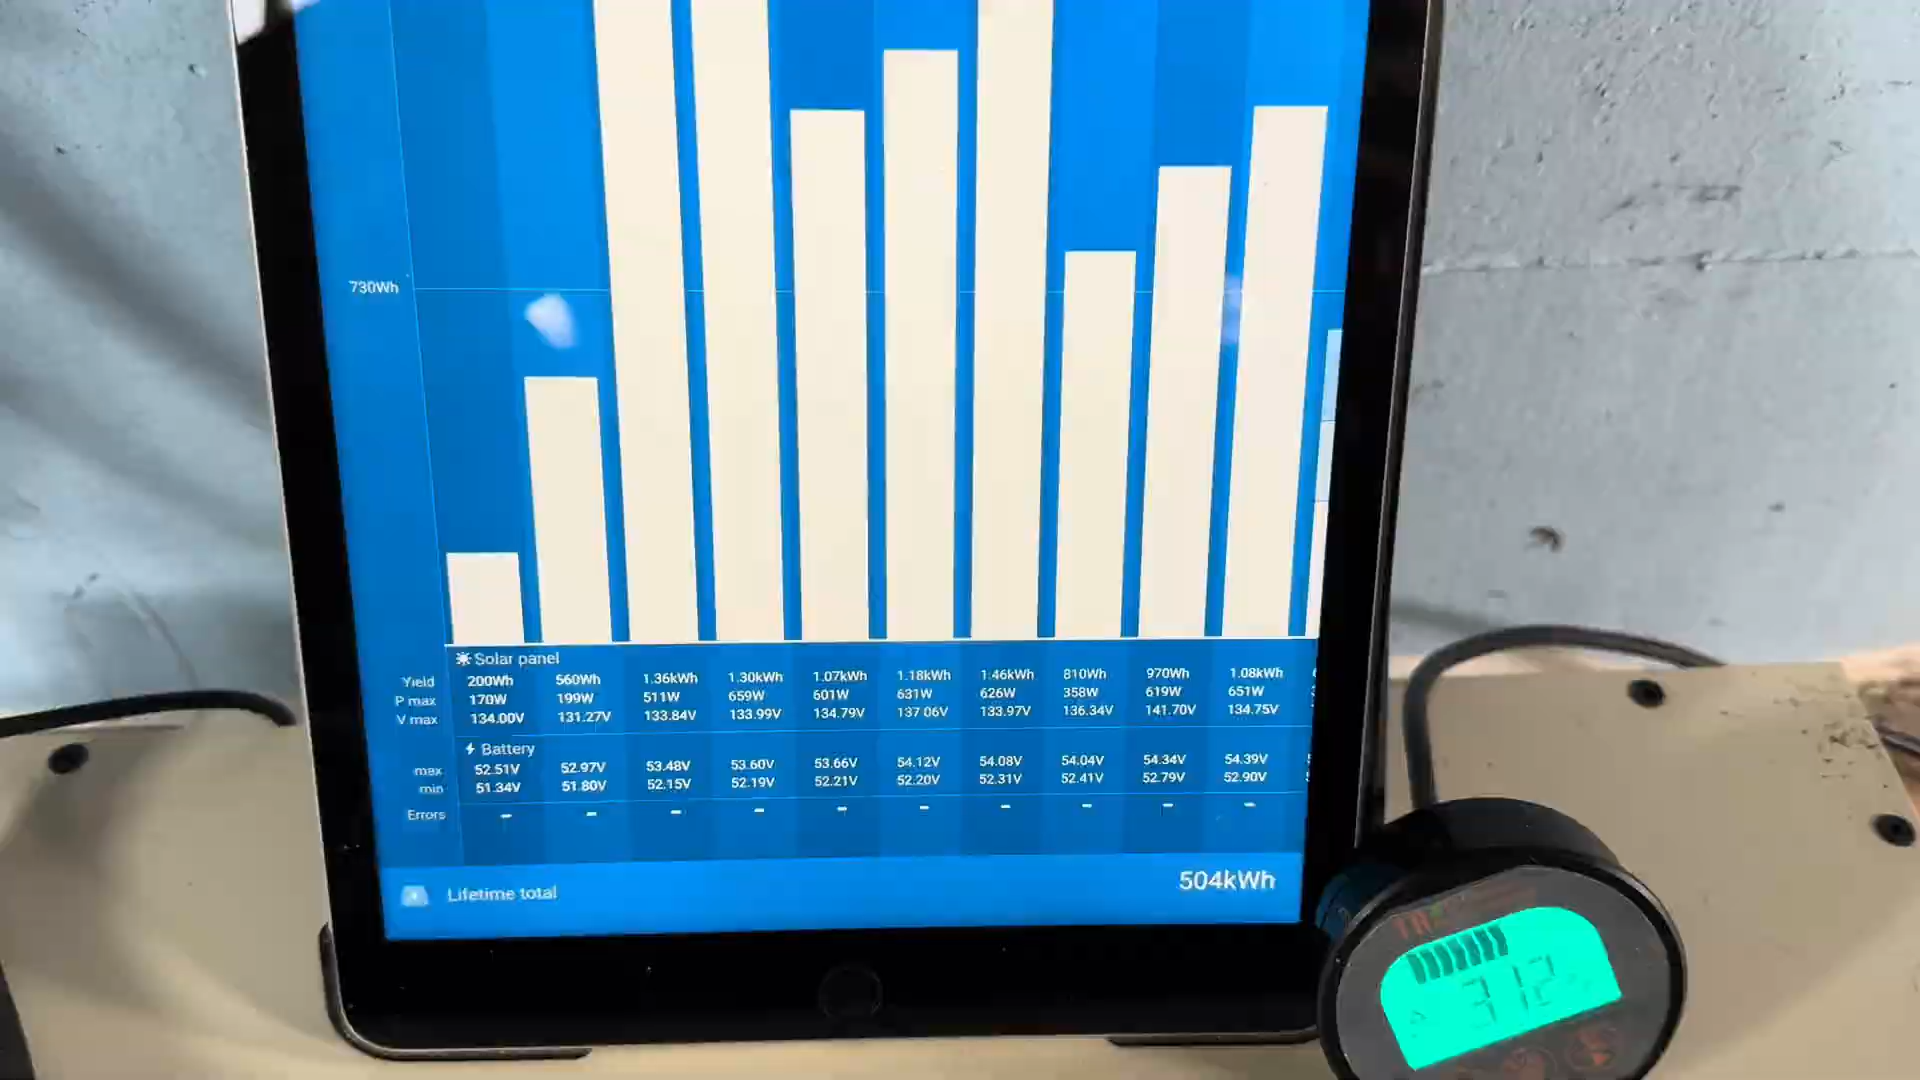 730Wh
Solar panel
Yield 200Wh 560Wh 1.36kWh 1.30kWh 1.07kWh 1.18kWh 1.46kWh 810Wh 970Wh 1.08kWh
P max 170W 199W 511W 659W 601W 631W 626W 358W 619W 651W
V max 134.00V 131.27V 133.84V 133.99V 134.79V 137.06V 133.97V 136.34V 141.70V 134.75V
Battery
max 52.51V 52.97V 53.48V 53.60V 53.66V 54.12V 54.08V 54.04V 54.34V 54.39V
min 51.34V 51.80V 52.15V 52.19V 52.21V 52.20V 52.31V 52.41V 52.79V 52.90V
Errors - - - - - - - - - -
Lifetime total 504kWh
312